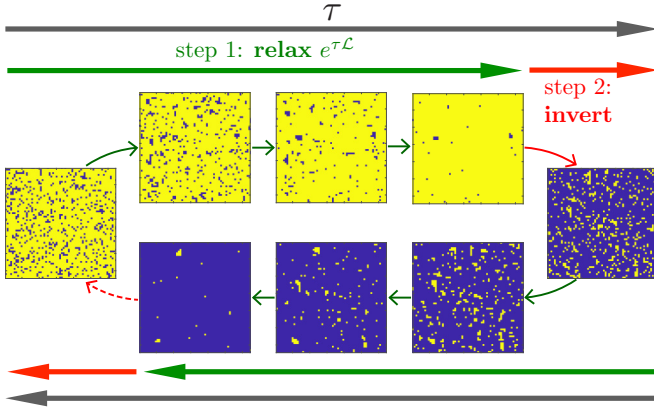 τ
step 1: relax e^{τℒ}
step 2:
invert